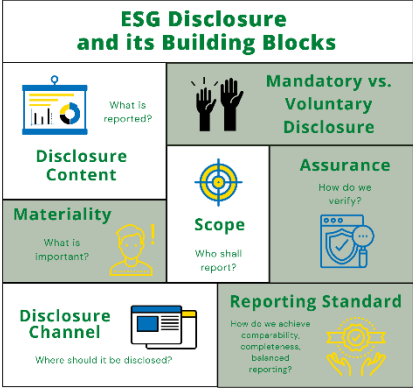 ESG Disclosure
and its Building Blocks
What is
reported?
Disclosure
Content
Mandatory vs.
Voluntary
Disclosure
Materiality
What is
important?
Scope
Who shall
report?
Assurance
How do we
verify?
Disclosure
Channel
Where should it be disclosed?
Reporting Standard
How do we achieve
comparability,
completeness,
balanced
reporting?